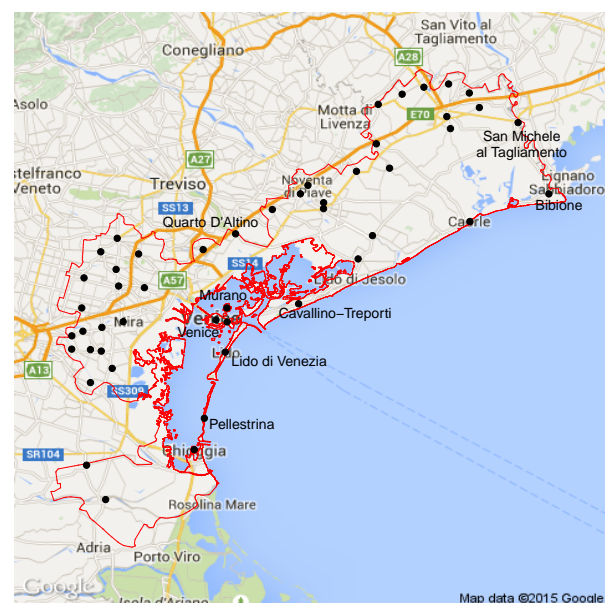 San Vito al
Tagliamento
Conegliano
A28
Asolo
Motta di
Livenza
E70
San Michele
al Tagliamento
A27
stelfranco
Veneto
Treviso
Noventa
di Piave
Lignano
Sabbiadoro
Bibione
SS13
Quarto D'Altino
Caorle
SS14
A57
Lido di Jesolo
Murano
Cavallino–Treporti
Mira
Venice
Lido
Lido di Venezia
A13
SS309
Pellestrina
SR104
Chioggia
Rosolina Mare
Adria
Porto Viro
Google
Isola d'Ariano
Map data ©2015 Google